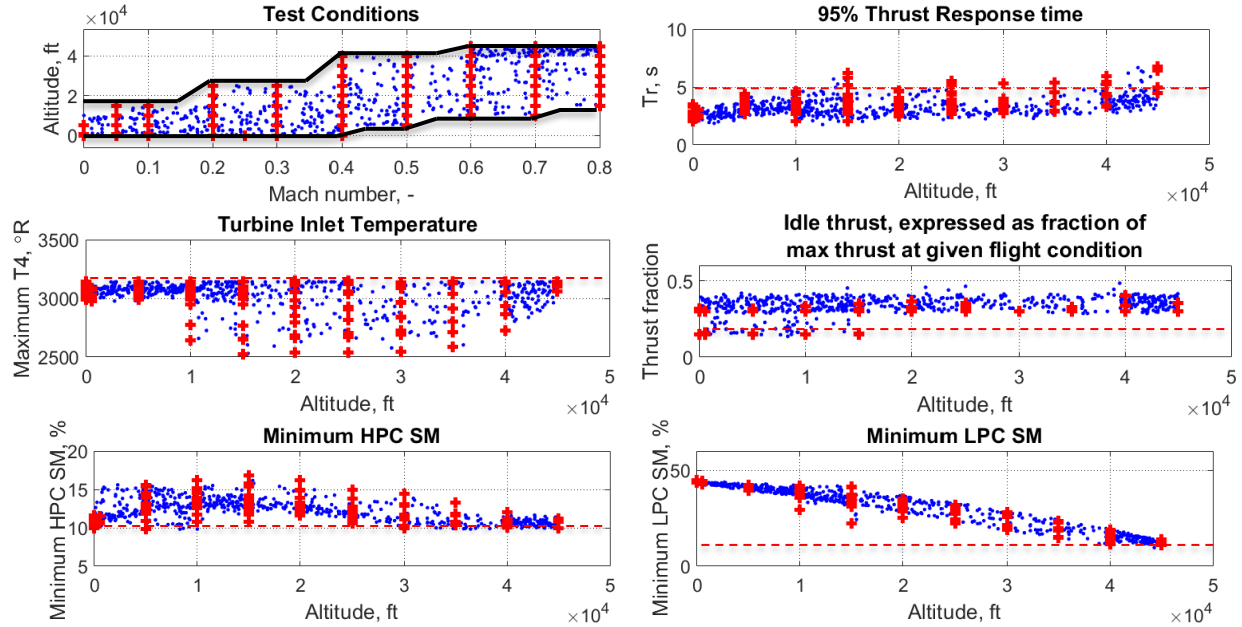 Test Conditions
×10⁴
Altitude, ft
4
2
0
0 0.1 0.2 0.3 0.4 0.5 0.6 0.7 0.8
Mach number, -
95% Thrust Response time
Tr, s
10
5
0
0 1 2 3 4 5
Altitude, ft
×10⁴
Turbine Inlet Temperature
Maximum T4, °R
3500
3000
2500
0 1 2 3 4 5
Altitude, ft
×10⁴
Idle thrust, expressed as fraction of
max thrust at given flight condition
Thrust fraction
0.5
0
0 1 2 3 4 5
Altitude, ft
×10⁴
Minimum HPC SM
Minimum HPC SM, %
20
15
10
5
0 1 2 3 4 5
Altitude, ft
×10⁴
Minimum LPC SM
Minimum LPC SM, %
50
0
0 1 2 3 4 5
Altitude, ft
×10⁴